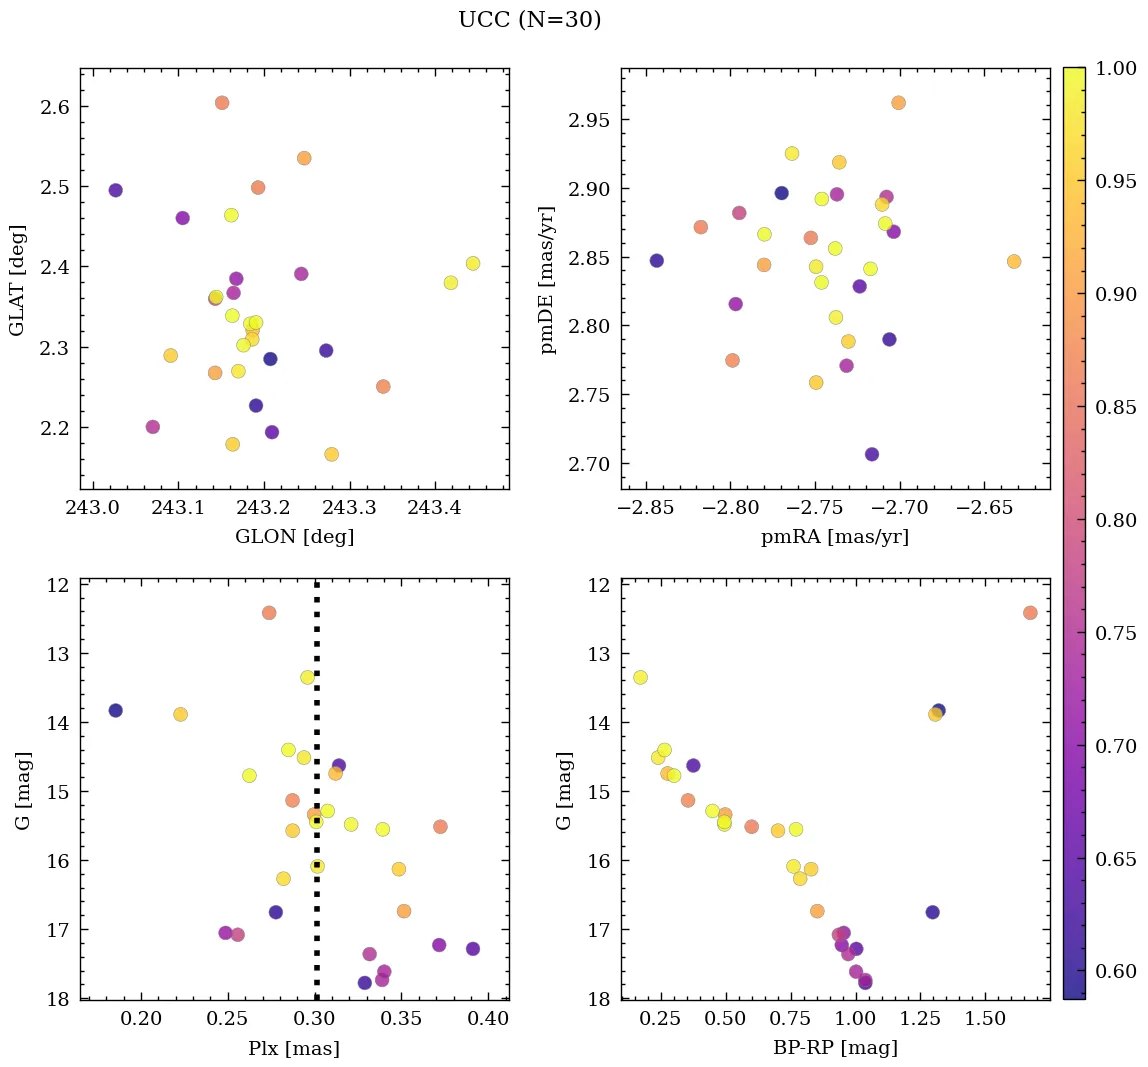 UCC (N=30)
2.6
2.5
2.4
2.3
2.2
GLAT [deg]
243.0 243.1 243.2 243.3 243.4
GLON [deg]
2.95
2.90
2.85
2.80
2.75
2.70
pmDE [mas/yr]
−2.85 −2.80 −2.75 −2.70 −2.65
pmRA [mas/yr]
12
13
14
15
16
17
18
G [mag]
0.20 0.25 0.30 0.35 0.40
Plx [mas]
12
13
14
15
16
17
18
G [mag]
0.25 0.50 0.75 1.00 1.25 1.50
BP-RP [mag]
1.00
0.95
0.90
0.85
0.80
0.75
0.70
0.65
0.60